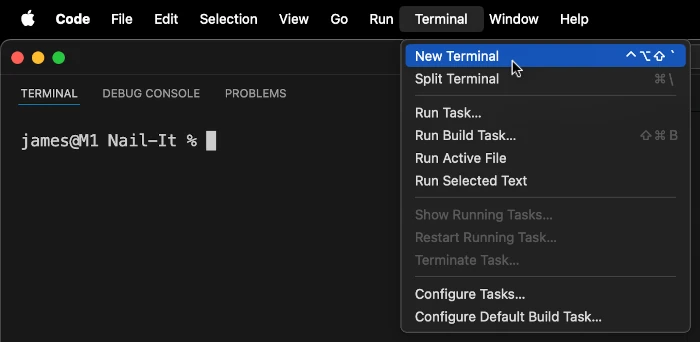 Code File Edit Selection View Go Run Terminal Window Help
TERMINAL DEBUG CONSOLE PROBLEMS
james@M1 Nail-It %
New Terminal ^⌥⇧`
Split Terminal ⌘\
Run Task...
Run Build Task... ⇧⌘B
Run Active File
Run Selected Text
Show Running Tasks...
Restart Running Task...
Terminate Task...
Configure Tasks...
Configure Default Build Task...